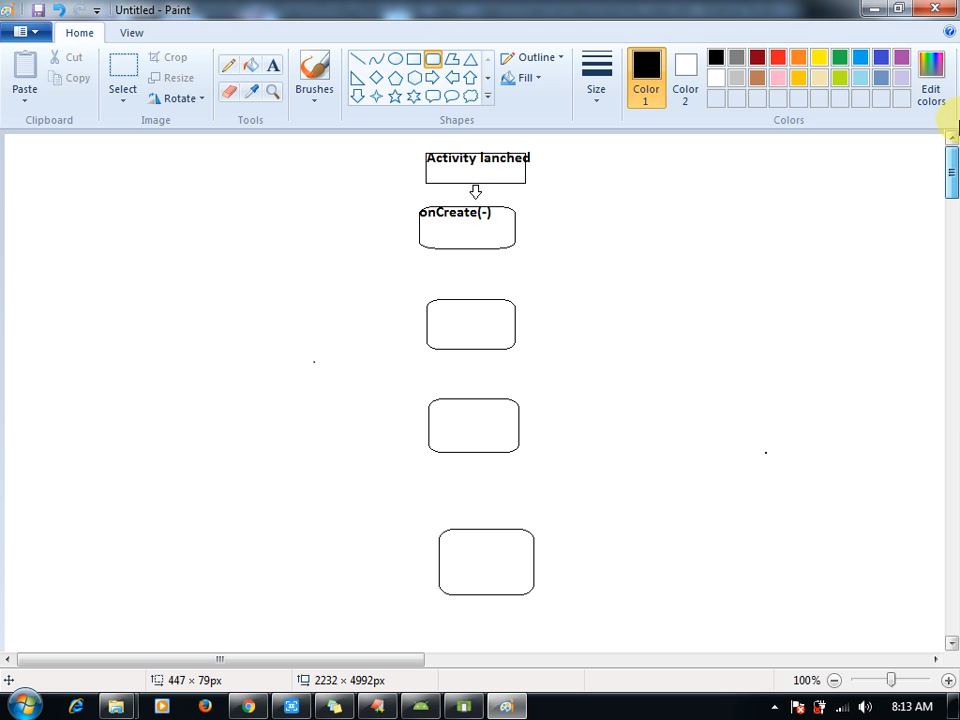 Untitled - Paint
Home
View
Paste
Cut
Copy
Clipboard
Select
Crop
Resize
Rotate
Image
A
Tools
Brushes
Outline
Fill
Shapes
Size
Color 1
Color 2
Edit colors
Colors
Activity lanched
onCreate(-)
447 × 79px
2232 × 4992px
100%
8:13 AM